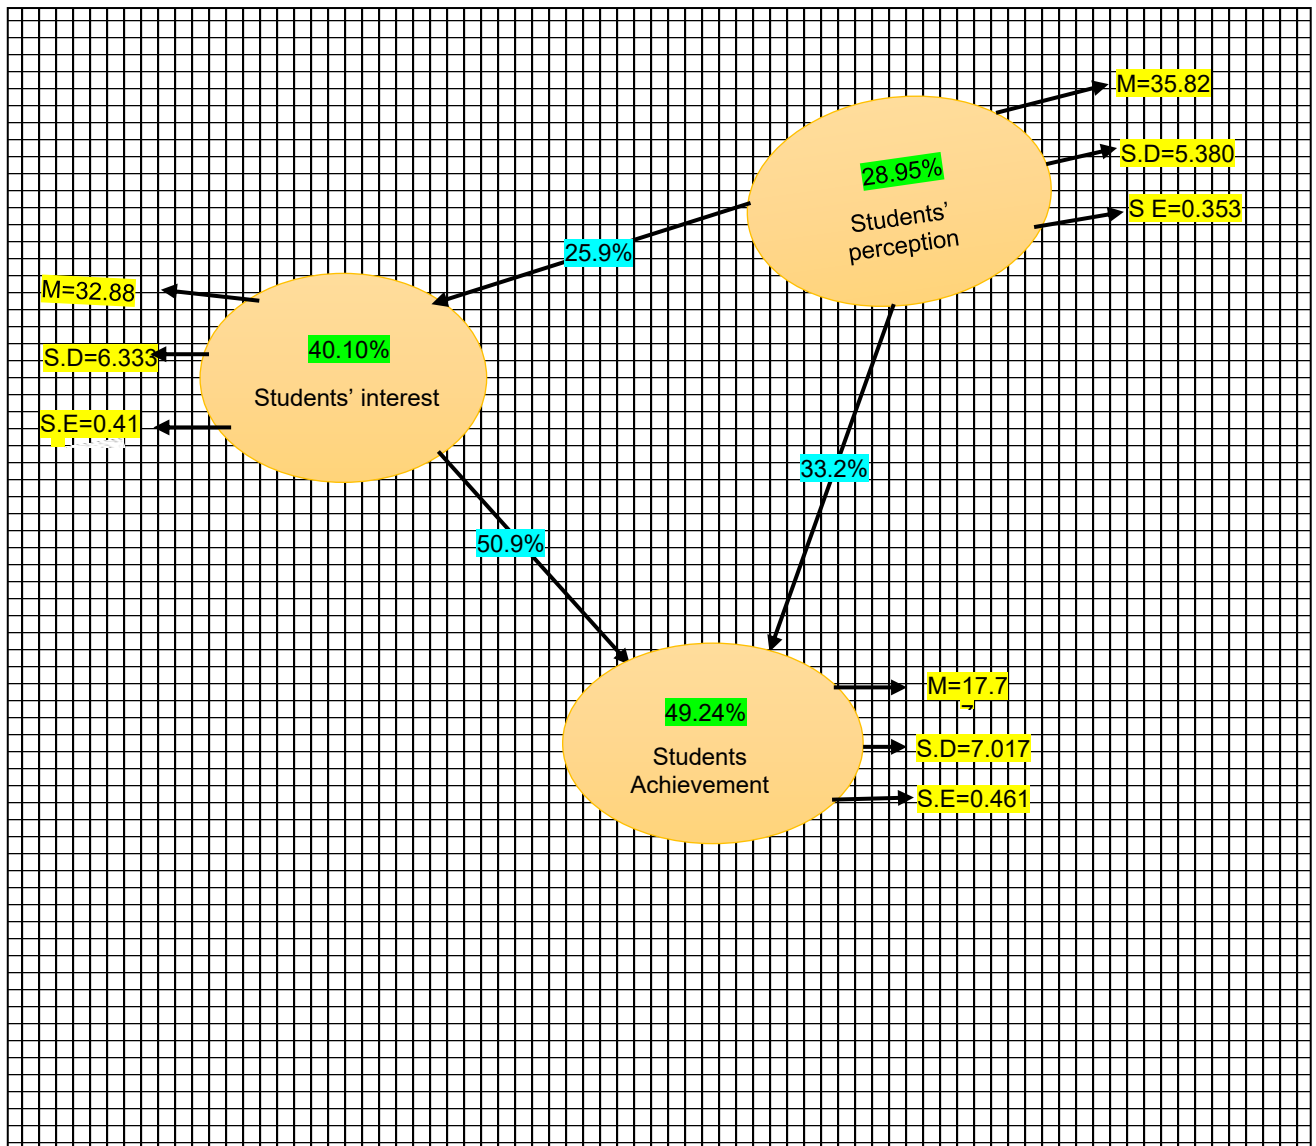 M=35.82
28.95%
S.D=5.380
Students’
perception
S E=0.353
25.9%
M=32.88
40.10%
S.D=6.333
Students’ interest
S.E=0.41
33.2%
50.9%
49.24%
Students
Achievement
M=17.7
S.D=7.017
S.E=0.461